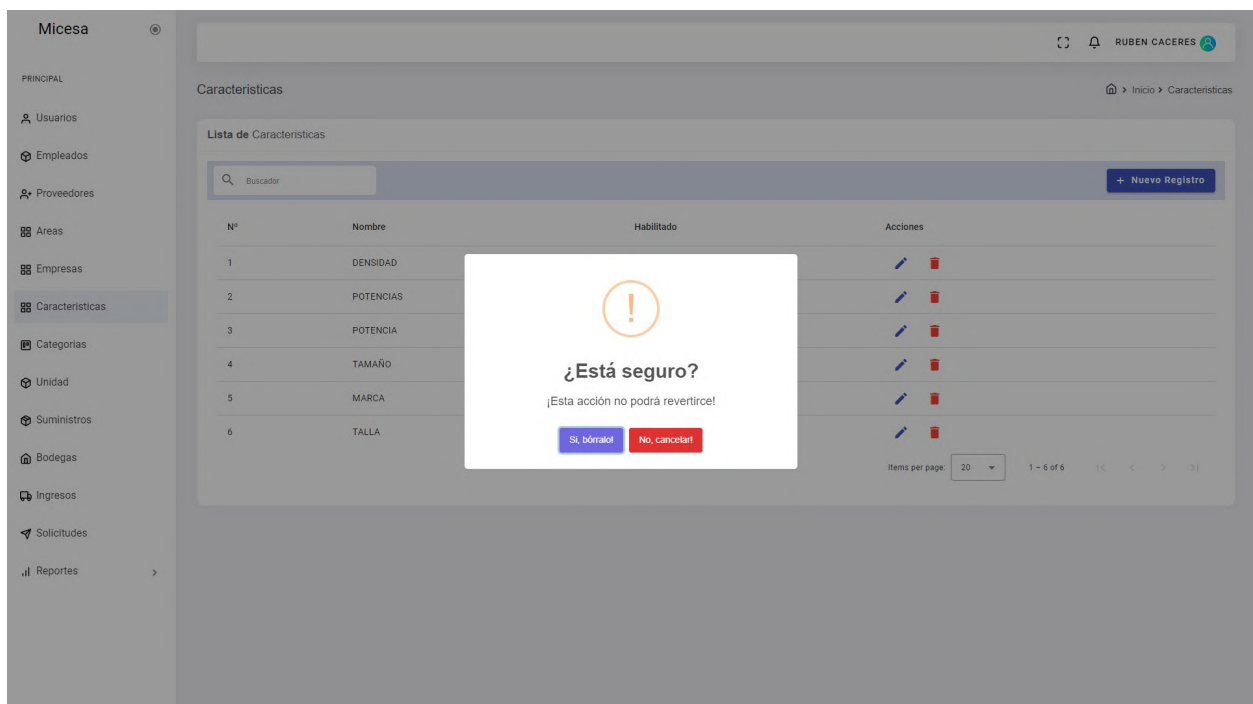 Micesa
RUBEN CACERES
PRINCIPAL
Caracteristicas
Inicio > Caracteristicas
Usuarios
Lista de Caracteristicas
Empleados
Buscador
+ Nuevo Registro
Proveedores
Areas
N° Nombre Habilitado Acciones
Empresas
1 DENSIDAD
2 POTENCIAS
Caracteristicas
3 POTENCIA
Categorias
4 TAMAÑO
¿Está seguro?
Unidad
5 MARCA
¡Esta acción no podrá revertirce!
Suministros
6 TALLA
Si, bórralo! No, cancelar!
Bodegas
Items per page: 20 1 – 6 of 6
Ingresos
Solicitudes
Reportes